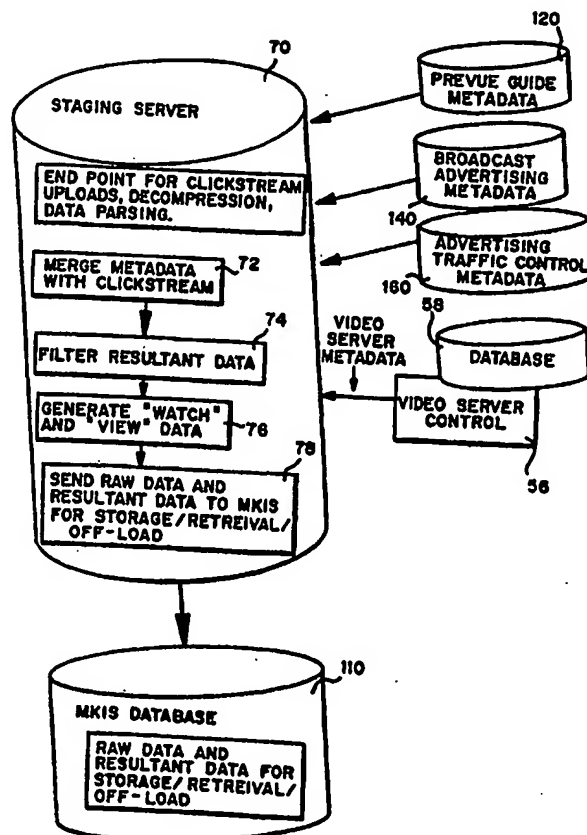 70
STAGING SERVER
END POINT FOR CLICKSTREAM
UPLOADS, DECOMPRESSION,
DATA PARSING.
72
MERGE METADATA
WITH CLICKSTREAM
74
FILTER RESULTANT DATA
GENERATE "WATCH"
AND "VIEW" DATA
76
78
SEND RAW DATA AND
RESULTANT DATA TO MKIS
FOR STORAGE/RETREIVAL/
OFF-LOAD
120
PREVUE GUIDE
METADATA
BROADCAST
ADVERTISING
METADATA
140
ADVERTISING
TRAFFIC CONTROL
METADATA
160
58
VIDEO
SERVER
METADATA
DATABASE
VIDEO SERVER
CONTROL
56
110
MKIS DATABASE
RAW DATA AND
RESULTANT DATA FOR
STORAGE/RETREIVAL/
OFF-LOAD